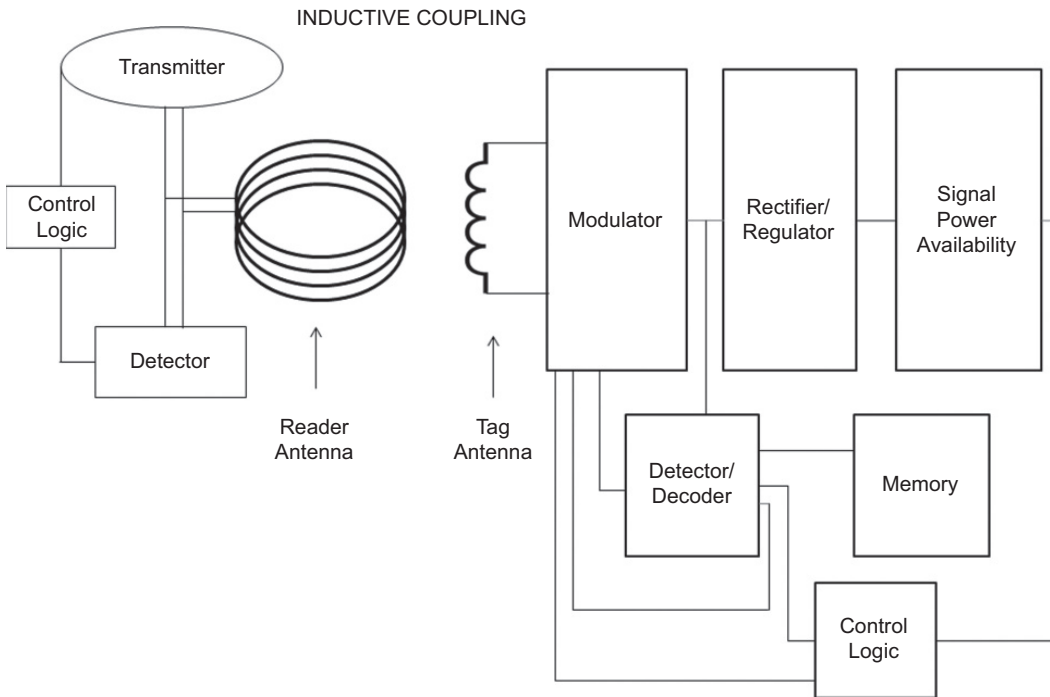 INDUCTIVE COUPLING
Transmitter
Control
Logic
Detector
Reader
Antenna
Tag
Antenna
Modulator
Rectifier/
Regulator
Signal
Power
Availability
Detector/
Decoder
Memory
Control
Logic